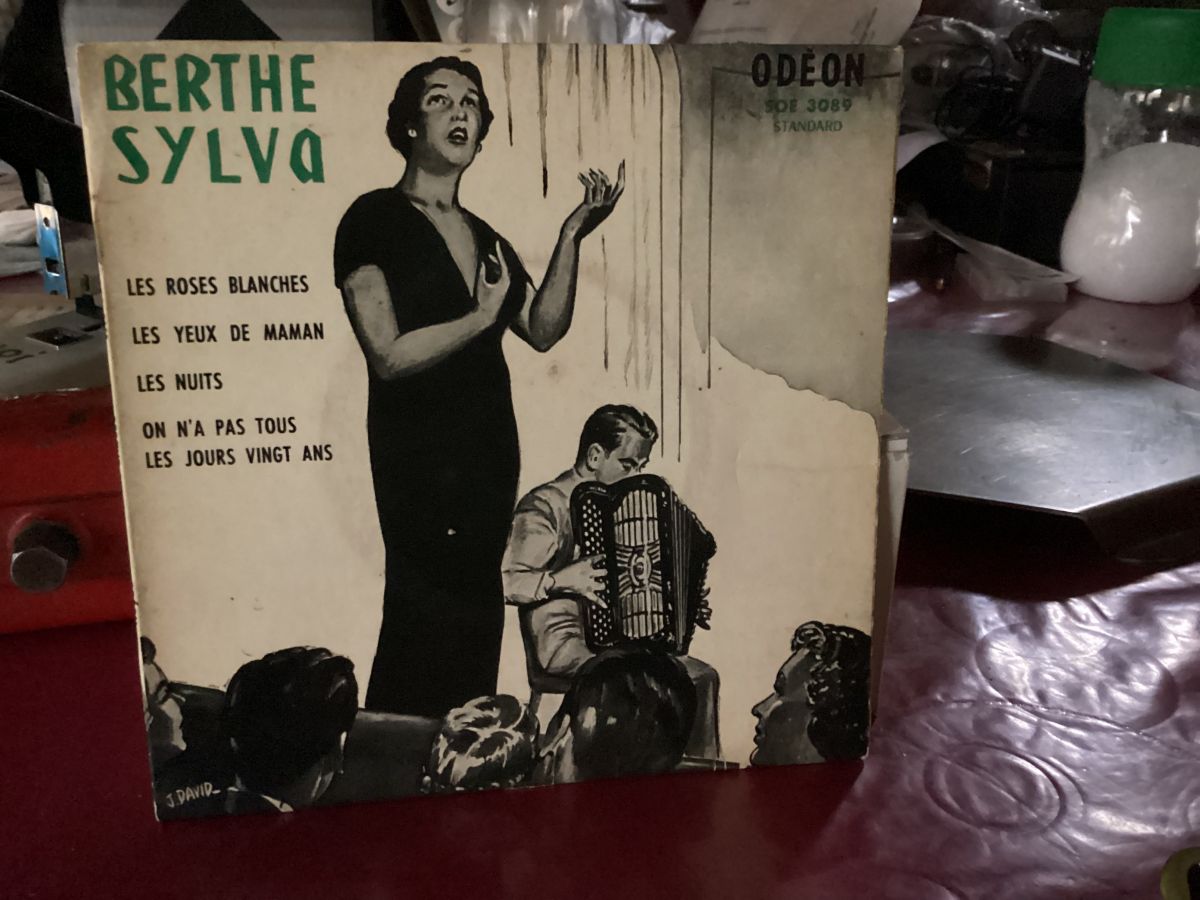 BERTHE
SYLVA
ODÈON
SOE 3089
STANDARD
LES ROSES BLANCHES
LES YEUX DE MAMAN
LES NUITS
ON N'A PAS TOUS
LES JOURS VINGT ANS
J. DAVID